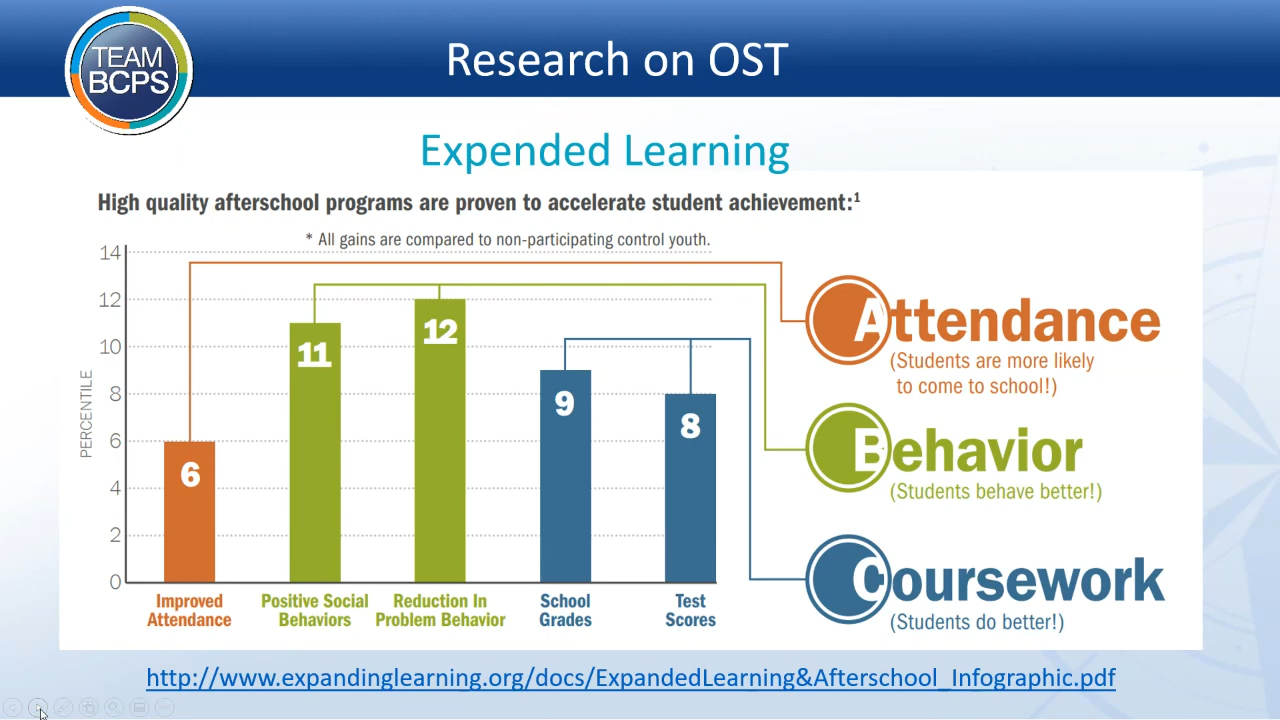 TEAM
BCPS
Research on OST
Expended Learning
High quality afterschool programs are proven to accelerate student achievement:¹
* All gains are compared to non-participating control youth.
PERCENTILE
14
12
10
8
6
4
2
0
6
11
12
9
8
Improved
Attendance
Positive Social
Behaviors
Reduction In
Problem Behavior
School
Grades
Test
Scores
Attendance
(Students are more likely
to come to school!)
Behavior
(Students behave better!)
Coursework
(Students do better!)
http://www.expandinglearning.org/docs/ExpandedLearning&Afterschool_Infographic.pdf